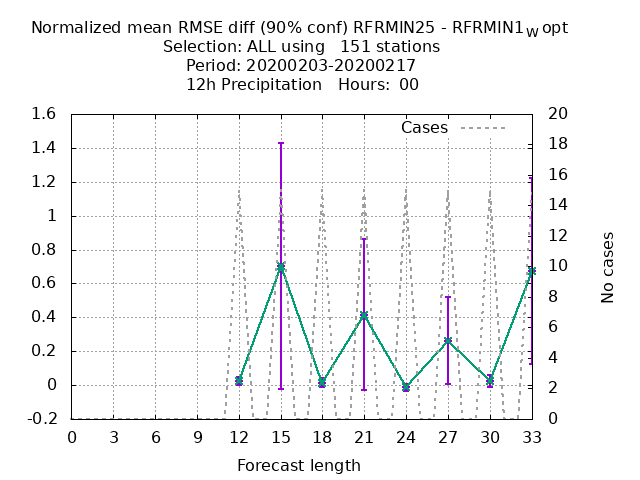 Normalized mean RMSE diff (90% conf) RFRMIN25 - RFRMIN1w opt
Selection: ALL using   151 stations
Period: 20200203-20200217
12h Precipitation   Hours:  00
Cases
1.6
1.4
1.2
1
0.8
0.6
0.4
0.2
0
-0.2
20
18
16
14
12
10
8
6
4
2
0
No cases
0 3 6 9 12 15 18 21 24 27 30 33
Forecast length